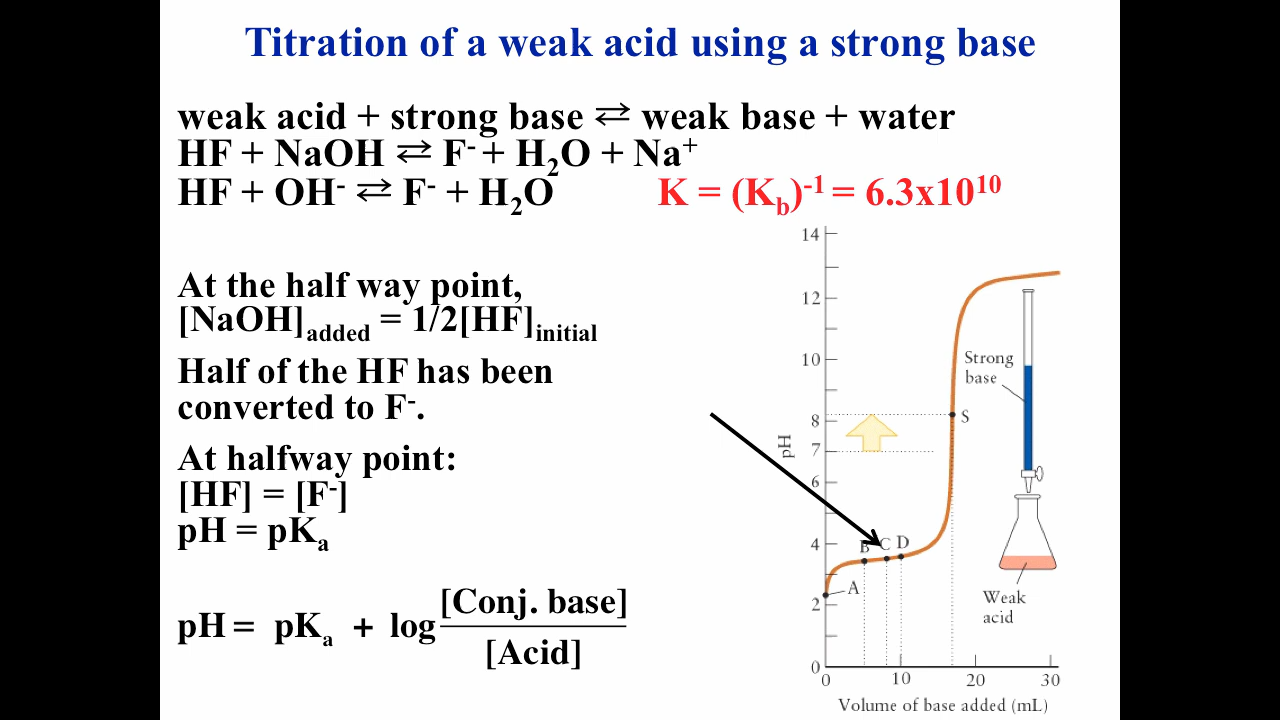 Titration of a weak acid using a strong base
weak acid + strong base ⇄ weak base + water
HF + NaOH ⇄ F⁻ + H₂O + Na⁺
HF + OH⁻ ⇄ F⁻ + H₂O K = (K_b)⁻¹ = 6.3x10¹⁰
At the half way point,
[NaOH]added = 1/2[HF]initial
Half of the HF has been
converted to F⁻.
At halfway point:
[HF] = [F⁻]
pH = pKₐ
pH = pKₐ + log [Conj. base]
[Acid]
14
12
10
8
7
6
4
2
0
pH
Strong
base
S
B C D
A
Weak
acid
0 10 20 30
Volume of base added (mL)